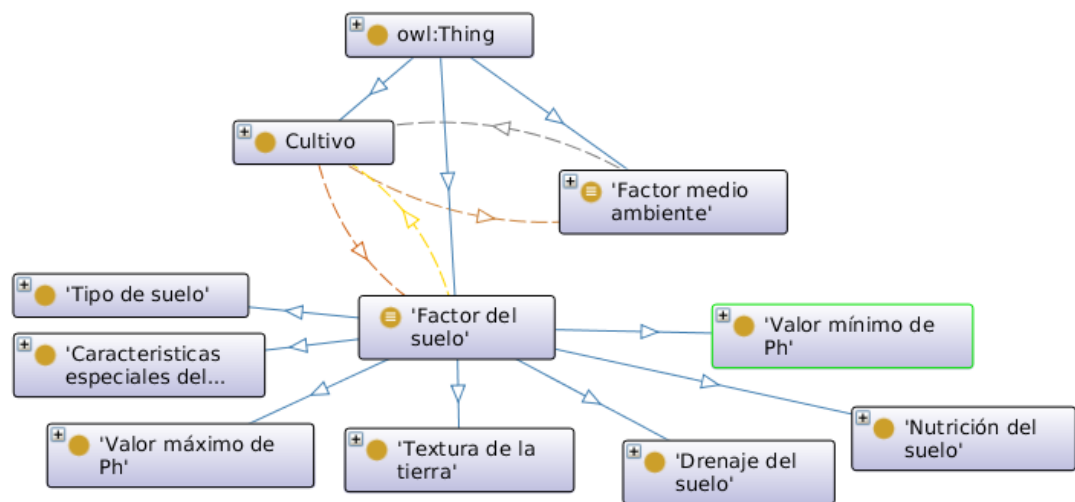 owl:Thing
Cultivo
'Factor medio
ambiente'
'Tipo de suelo'
'Factor del
suelo'
'Valor mínimo de
Ph'
'Caracteristicas
especiales del...
'Valor máximo de
Ph'
'Textura de la
tierra'
'Drenaje del
suelo'
'Nutrición del
suelo'